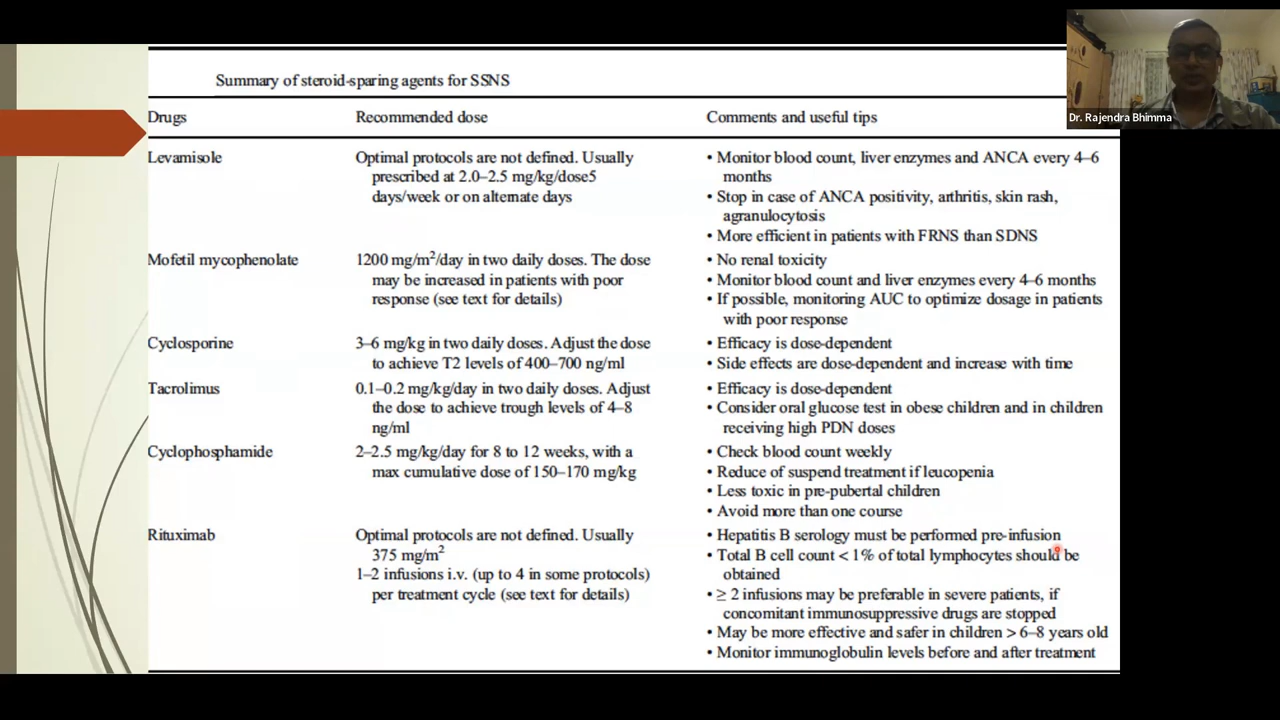 Summary of steroid-sparing agents for SSNS
Dr. Rajendra Bhimma
Drugs
Recommended dose
Comments and useful tips
Levamisole
Optimal protocols are not defined. Usually
prescribed at 2.0–2.5 mg/kg/dose5
days/week or on alternate days
• Monitor blood count, liver enzymes and ANCA every 4–6
months
• Stop in case of ANCA positivity, arthritis, skin rash,
agranulocytosis
• More efficient in patients with FRNS than SDNS
Mofetil mycophenolate
1200 mg/m²/day in two daily doses. The dose
may be increased in patients with poor
response (see text for details)
• No renal toxicity
• Monitor blood count and liver enzymes every 4–6 months
• If possible, monitoring AUC to optimize dosage in patients
with poor response
Cyclosporine
3–6 mg/kg in two daily doses. Adjust the dose
to achieve T2 levels of 400–700 ng/ml
• Efficacy is dose-dependent
• Side effects are dose-dependent and increase with time
Tacrolimus
0.1–0.2 mg/kg/day in two daily doses. Adjust
the dose to achieve trough levels of 4–8
ng/ml
• Efficacy is dose-dependent
• Consider oral glucose test in obese children and in children
receiving high PDN doses
Cyclophosphamide
2–2.5 mg/kg/day for 8 to 12 weeks, with a
max cumulative dose of 150–170 mg/kg
• Check blood count weekly
• Reduce of suspend treatment if leucopenia
• Less toxic in pre-pubertal children
• Avoid more than one course
Rituximab
Optimal protocols are not defined. Usually
375 mg/m²
1–2 infusions i.v. (up to 4 in some protocols)
per treatment cycle (see text for details)
• Hepatitis B serology must be performed pre-infusion
• Total B cell count < 1% of total lymphocytes should be
obtained
• ≥ 2 infusions may be preferable in severe patients, if
concomitant immunosuppressive drugs are stopped
• May be more effective and safer in children > 6–8 years old
• Monitor immunoglobulin levels before and after treatment